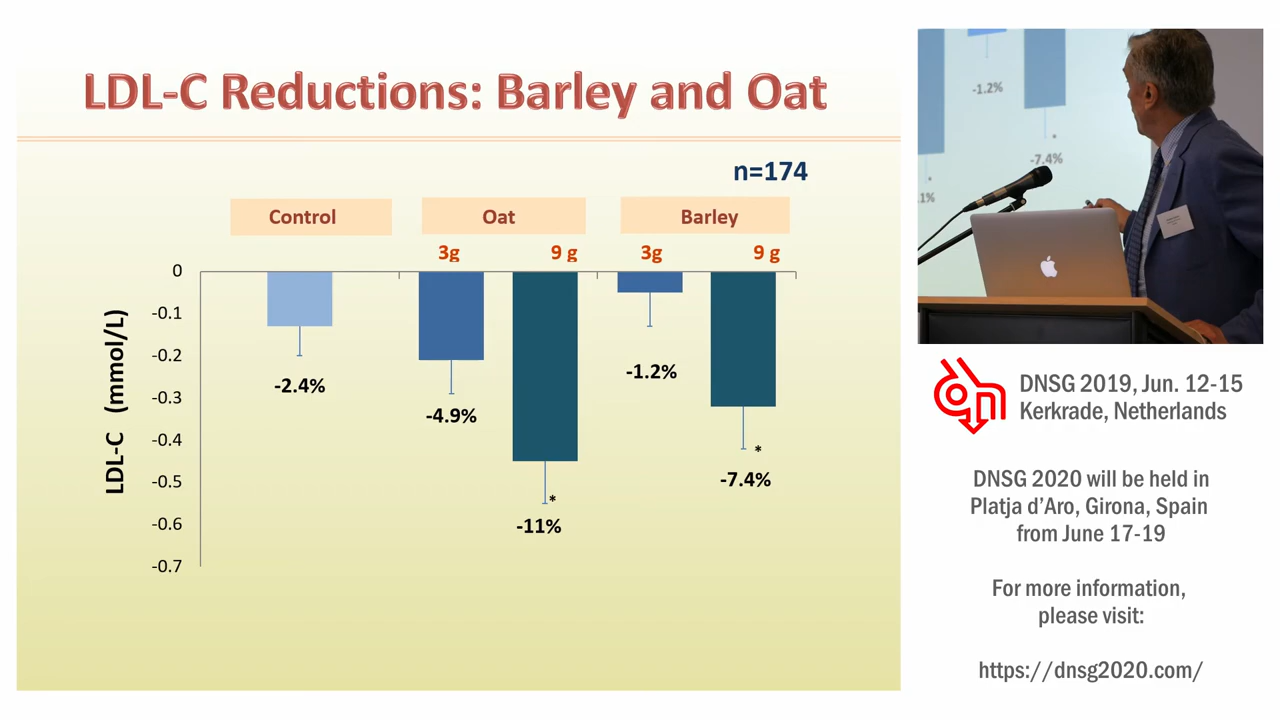 LDL-C Reductions: Barley and Oat
n=174
Control
Oat
Barley
3g
9 g
3g
9 g
0
-0.1
-0.2
-0.3
-0.4
-0.5
-0.6
-0.7
LDL-C (mmol/L)
-2.4%
-4.9%
*
-11%
-1.2%
*
-7.4%
-1.2%
*
-7.4%
*
.1%
DNSG 2019, Jun. 12-15
Kerkrade, Netherlands
DNSG 2020 will be held in
Platja d’Aro, Girona, Spain
from June 17-19
For more information,
please visit:
https://dnsg2020.com/